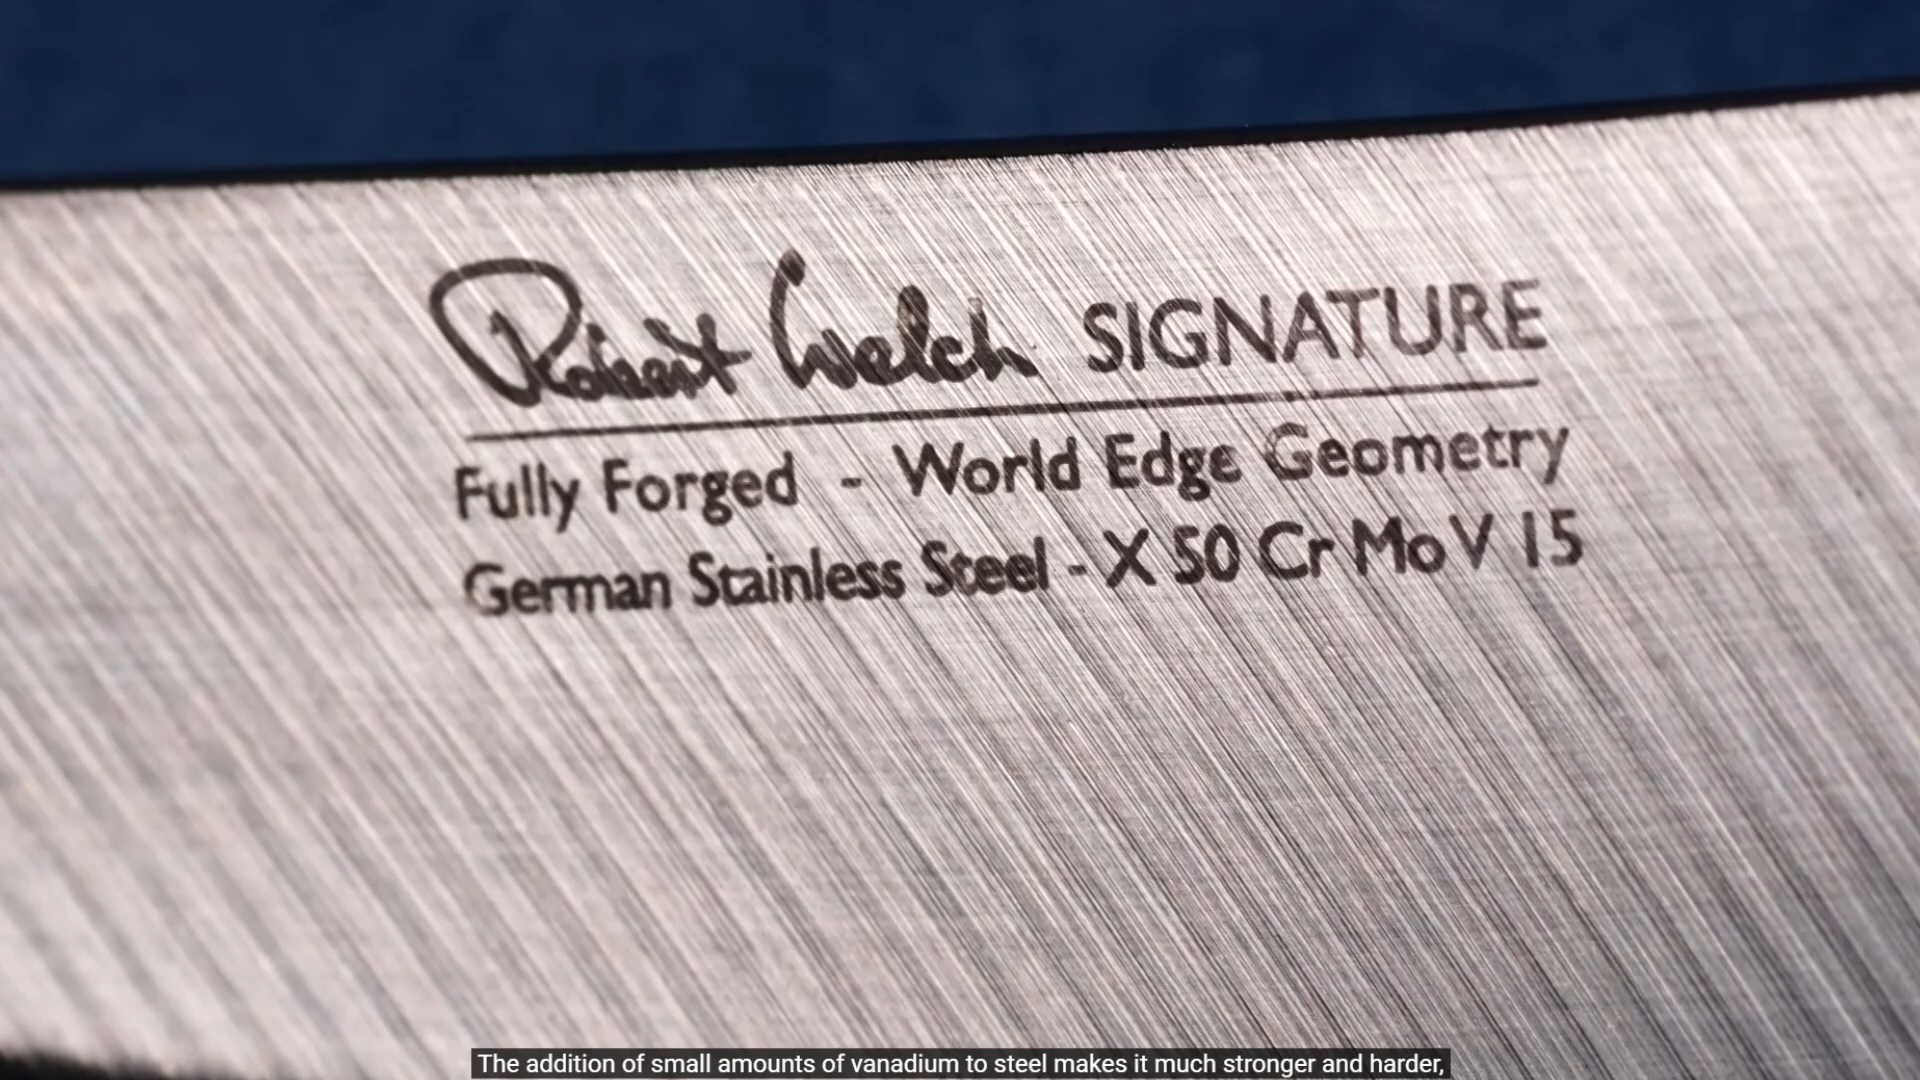 Robert Welch SIGNATURE
Fully Forged - World Edge Geometry
German Stainless Steel - X 50 Cr Mo V 15
The addition of small amounts of vanadium to steel makes it much stronger and harder,